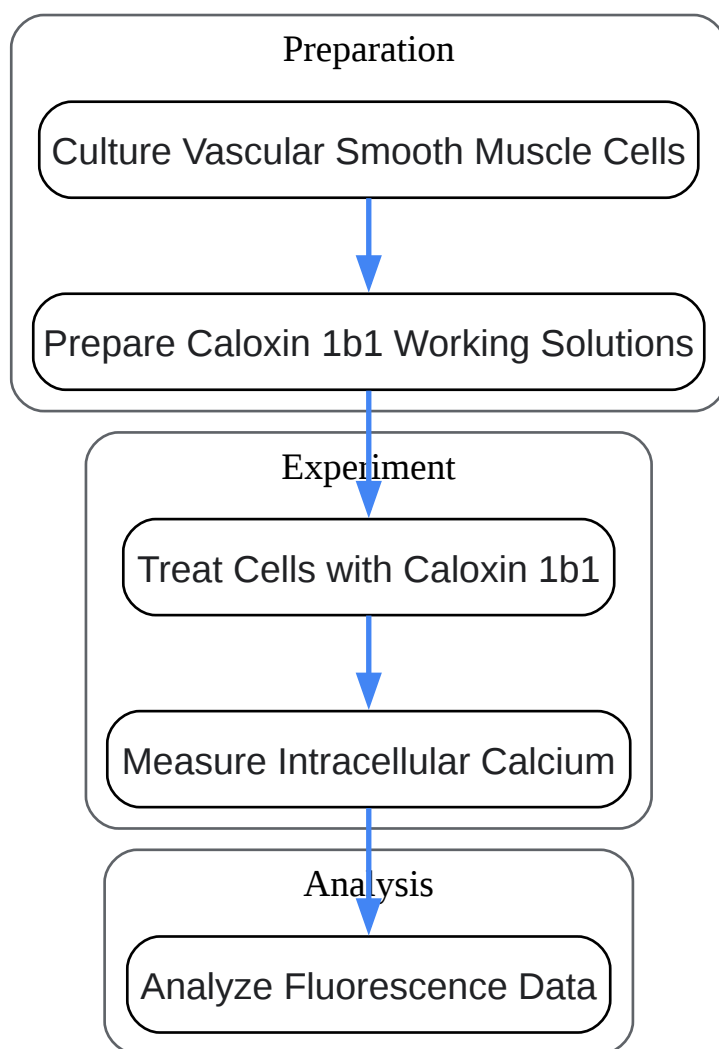 Preparation
Culture Vascular Smooth Muscle Cells
Prepare Caloxin 1b1 Working Solutions
Experiment
Treat Cells with Caloxin 1b1
Measure Intracellular Calcium
Analysis
Analyze Fluorescence Data